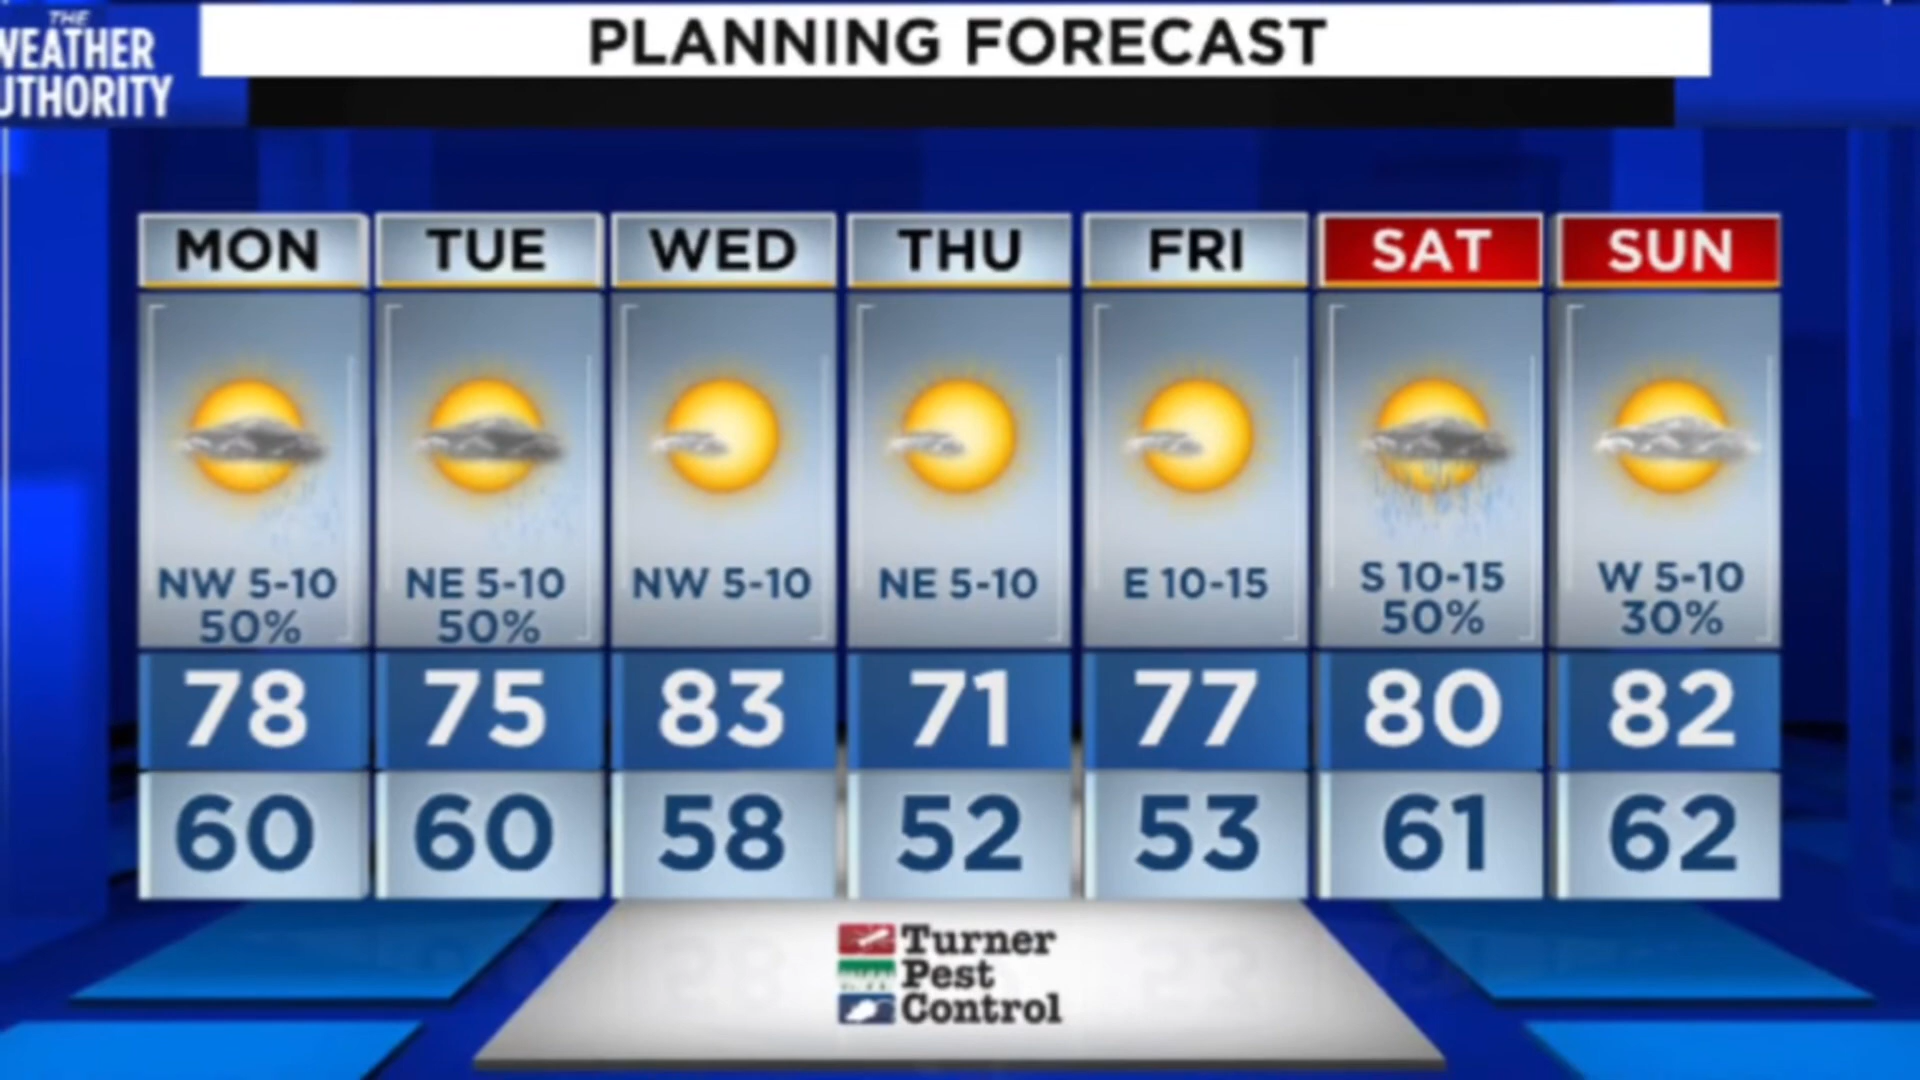 THE
WEATHER
AUTHORITY
PLANNING FORECAST
MON TUE WED THU FRI SAT SUN
NW 5-10 NE 5-10 NW 5-10 NE 5-10 E 10-15 S 10-15 W 5-10
50% 50% 50% 30%
78 75 83 71 77 80 82
60 60 58 52 53 61 62
Turner
Pest
Control